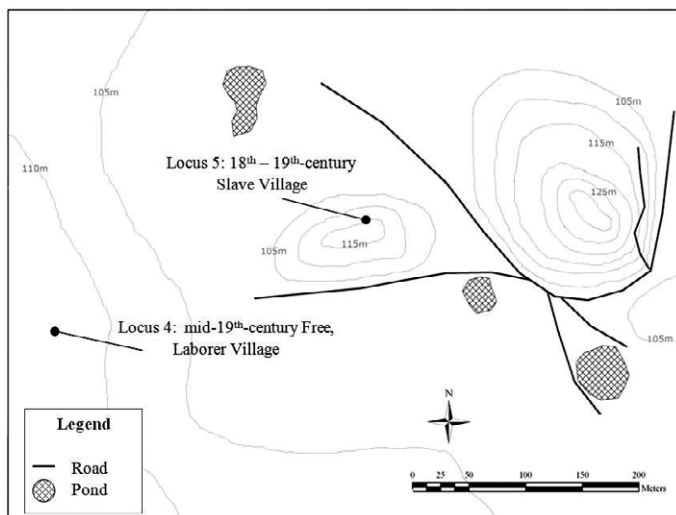 105m
105m
110m
115m
Locus 5: 18th – 19th-century
Slave Village
125m
105m
115m
105m
Locus 4: mid-19th-century Free,
Laborer Village
N
Legend
Road
Pond
0 25 50 100 150 200
Meters